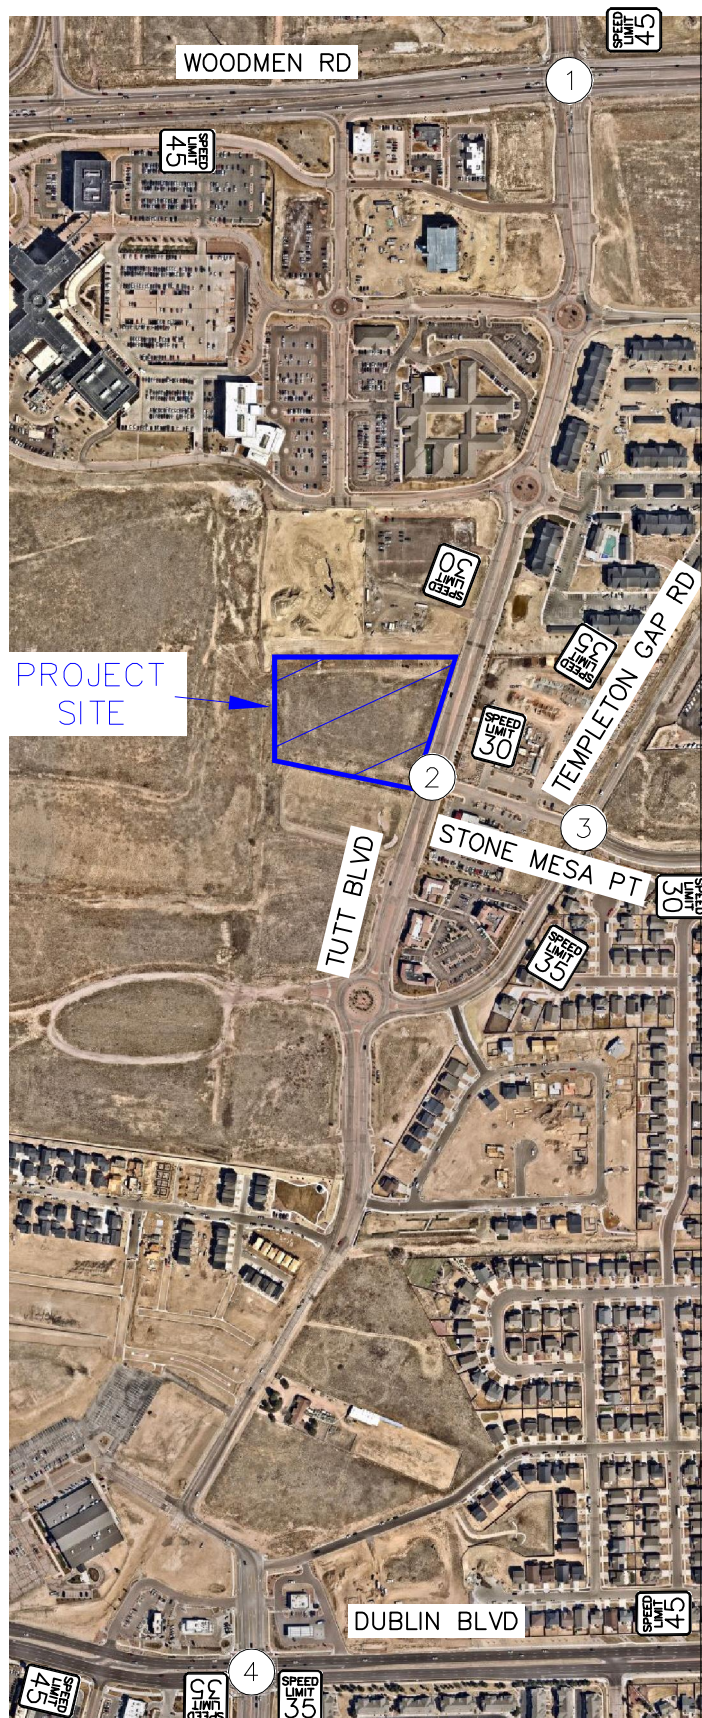 SPEED
LIMIT
45
WOODMEN RD
1
SPEED
LIMIT
45
SPEED
LIMIT
30
SPEED
LIMIT
35
TEMPLETON GAP RD
PROJECT
SITE
SPEED
LIMIT
30
2
3
STONE MESA PT
TUTT BLVD
SPEED
LIMIT
30
SPEED
LIMIT
35
DUBLIN BLVD
SPEED
LIMIT
45
4
SPEED
LIMIT
45
SPEED
LIMIT
35
SPEED
LIMIT
35